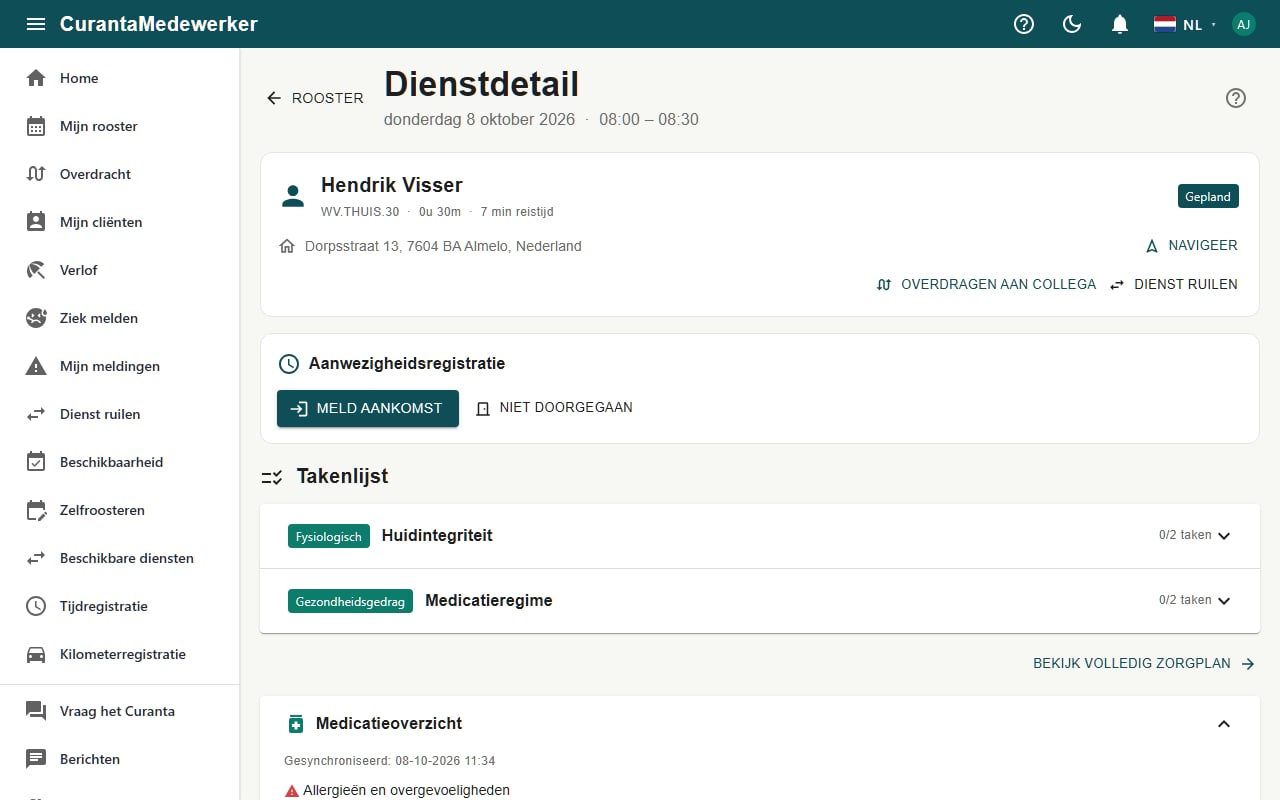 CurantaMedewerker
NL
AJ
Home
Mijn rooster
Overdracht
Mijn cliënten
Verlof
Ziek melden
Mijn meldingen
Dienst ruilen
Beschikbaarheid
Zelfroosteren
Beschikbare diensten
Tijdregistratie
Kilometerregistratie
Vraag het Curanta
Berichten
ROOSTER
Dienstdetail
donderdag 8 oktober 2026 · 08:00 – 08:30
Hendrik Visser
WV.THUIS.30 · 0u 30m · 7 min reistijd
Gepland
Dorpsstraat 13, 7604 BA Almelo, Nederland
NAVIGEER
OVERDRAGEN AAN COLLEGA
DIENST RUILEN
Aanwezigheidsregistratie
MELD AANKOMST
NIET DOORGEGAAN
Takenlijst
Fysiologisch Huidintegriteit 0/2 taken
Gezondheidsgedrag Medicatieregime 0/2 taken
BEKIJK VOLLEDIG ZORGPLAN
Medicatieoverzicht
Gesynchroniseerd: 08-10-2026 11:34
Allergieën en overgevoeligheden